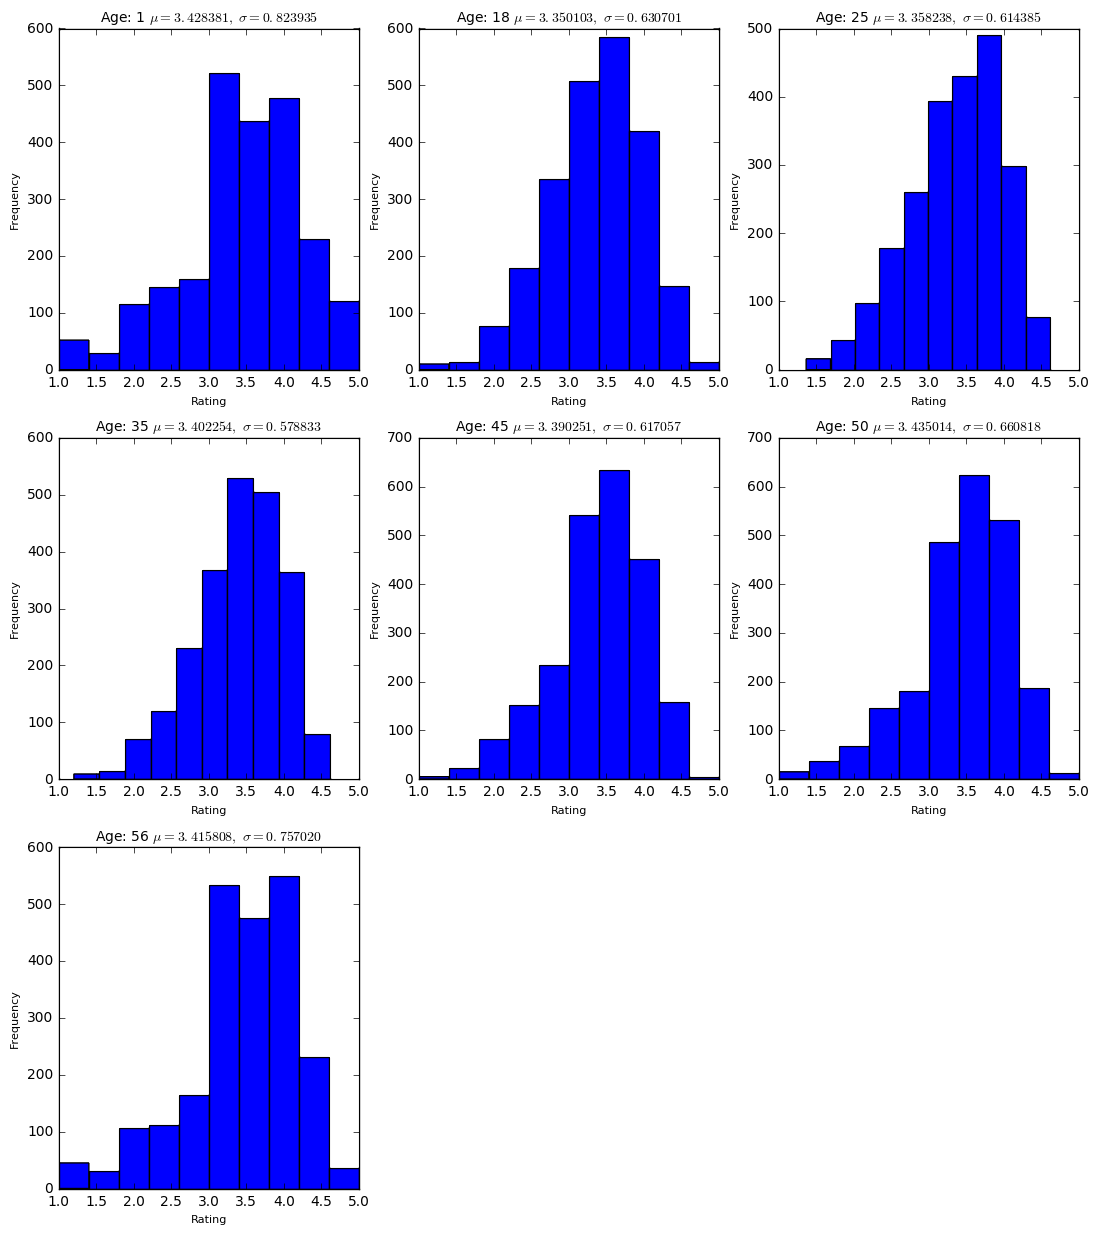 Age: 1 μ = 3.428381, σ = 0.823935
600
500
400
300
200
100
0
Frequency
1.0 1.5 2.0 2.5 3.0 3.5 4.0 4.5 5.0
Rating
Age: 18 μ = 3.350103, σ = 0.630701
600
500
400
300
200
100
0
Frequency
1.0 1.5 2.0 2.5 3.0 3.5 4.0 4.5 5.0
Rating
Age: 25 μ = 3.358238, σ = 0.614385
500
400
300
200
100
0
Frequency
1.0 1.5 2.0 2.5 3.0 3.5 4.0 4.5 5.0
Rating
Age: 35 μ = 3.402254, σ = 0.578833
600
500
400
300
200
100
0
Frequency
1.0 1.5 2.0 2.5 3.0 3.5 4.0 4.5 5.0
Rating
Age: 45 μ = 3.390251, σ = 0.617057
700
600
500
400
300
200
100
0
Frequency
1.0 1.5 2.0 2.5 3.0 3.5 4.0 4.5 5.0
Rating
Age: 50 μ = 3.435014, σ = 0.660818
700
600
500
400
300
200
100
0
Frequency
1.0 1.5 2.0 2.5 3.0 3.5 4.0 4.5 5.0
Rating
Age: 56 μ = 3.415808, σ = 0.757020
600
500
400
300
200
100
0
Frequency
1.0 1.5 2.0 2.5 3.0 3.5 4.0 4.5 5.0
Rating